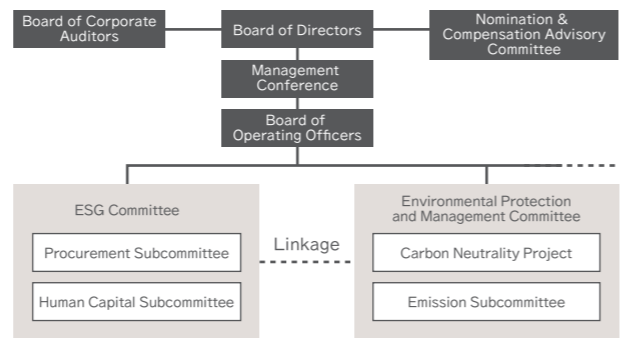 Board of Corporate
Auditors
Board of Directors
Nomination &
Compensation Advisory
Committee
Management
Conference
Board of
Operating Officers
ESG Committee
Procurement Subcommittee
Human Capital Subcommittee
Linkage
Environmental Protection
and Management Committee
Carbon Neutrality Project
Emission Subcommittee